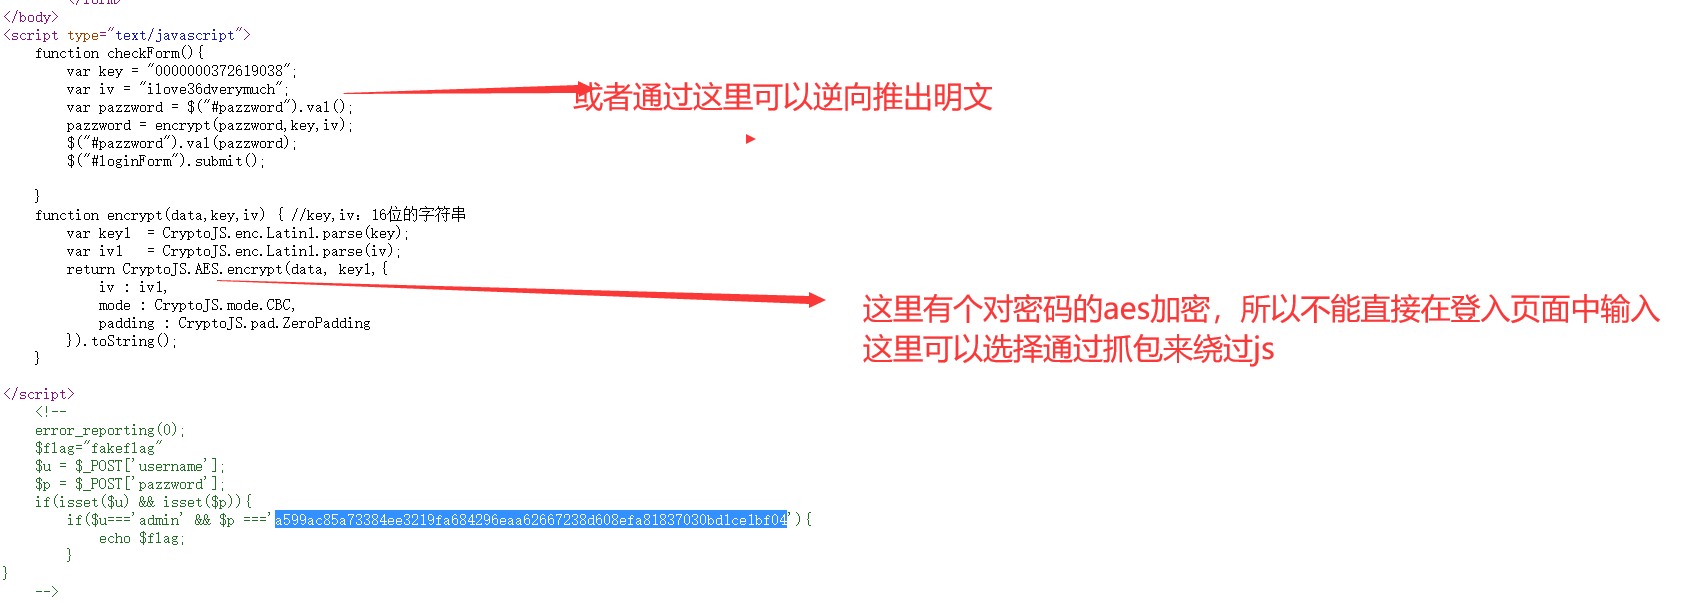 </form>
</body>
<script type="text/javascript">
function checkForm(){
var key = "0000000372619038";
var iv = "ilove36dverymuch";
或者通过这里可以逆向推出明文
var pazzword = $("#pazzword").val();
pazzword = encrypt(pazzword,key,iv);
$("#pazzword").val(pazzword);
$("#loginForm").submit();
}
function encrypt(data,key,iv) { //key,iv：16位的字符串
var key1 = CryptoJS.enc.Latin1.parse(key);
var iv1 = CryptoJS.enc.Latin1.parse(iv);
return CryptoJS.AES.encrypt(data, key1,{
iv : iv1,
mode : CryptoJS.mode.CBC,
padding : CryptoJS.pad.ZeroPadding
}).toString();
}
这里有个对密码的aes加密，所以不能直接在登入页面中输入
这里可以选择通过抓包来绕过js
</script>
<!--
error_reporting(0);
$flag="fakeflag"
$u = $_POST['username'];
$p = $_POST['pazzword'];
if(isset($u) && isset($p)){
if($u==='admin' && $p ==='a599ac85a73384ee3219fa684296eaa62667238d608efa81837030bd1ce1bf04'){
echo $flag;
}
}
-->